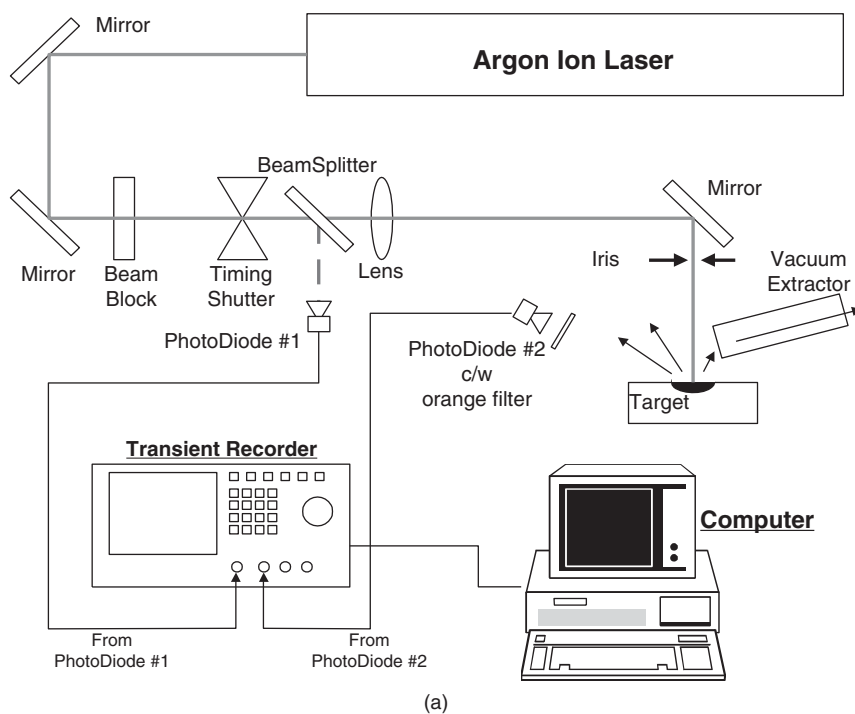 Mirror
Argon Ion Laser
BeamSplitter
Mirror
Mirror
Beam
Block
Timing
Shutter
Lens
Iris
Vacuum
Extractor
PhotoDiode #1
PhotoDiode #2
c/w
orange filter
Target
Transient Recorder
Computer
From
PhotoDiode #1
From
PhotoDiode #2
(a)